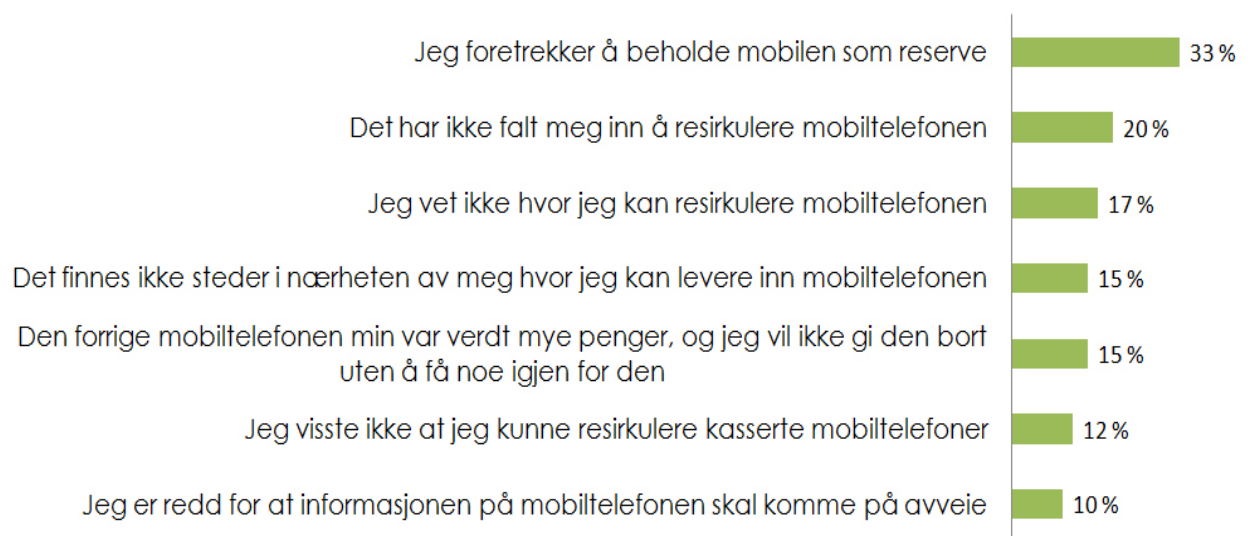 Jeg foretrekker å beholde mobilen som reserve 33 %
Det har ikke falt meg inn å resirkulere mobiltelefonen 20 %
Jeg vet ikke hvor jeg kan resirkulere mobiltelefonen 17 %
Det finnes ikke steder i nærheten av meg hvor jeg kan levere inn mobiltelefonen 15 %
Den forrige mobiltelefonen min var verdt mye penger, og jeg vil ikke gi den bort
uten å få noe igjen for den 15 %
Jeg visste ikke at jeg kunne resirkulere kasserte mobiltelefoner 12 %
Jeg er redd for at informasjonen på mobiltelefonen skal komme på avveie 10 %